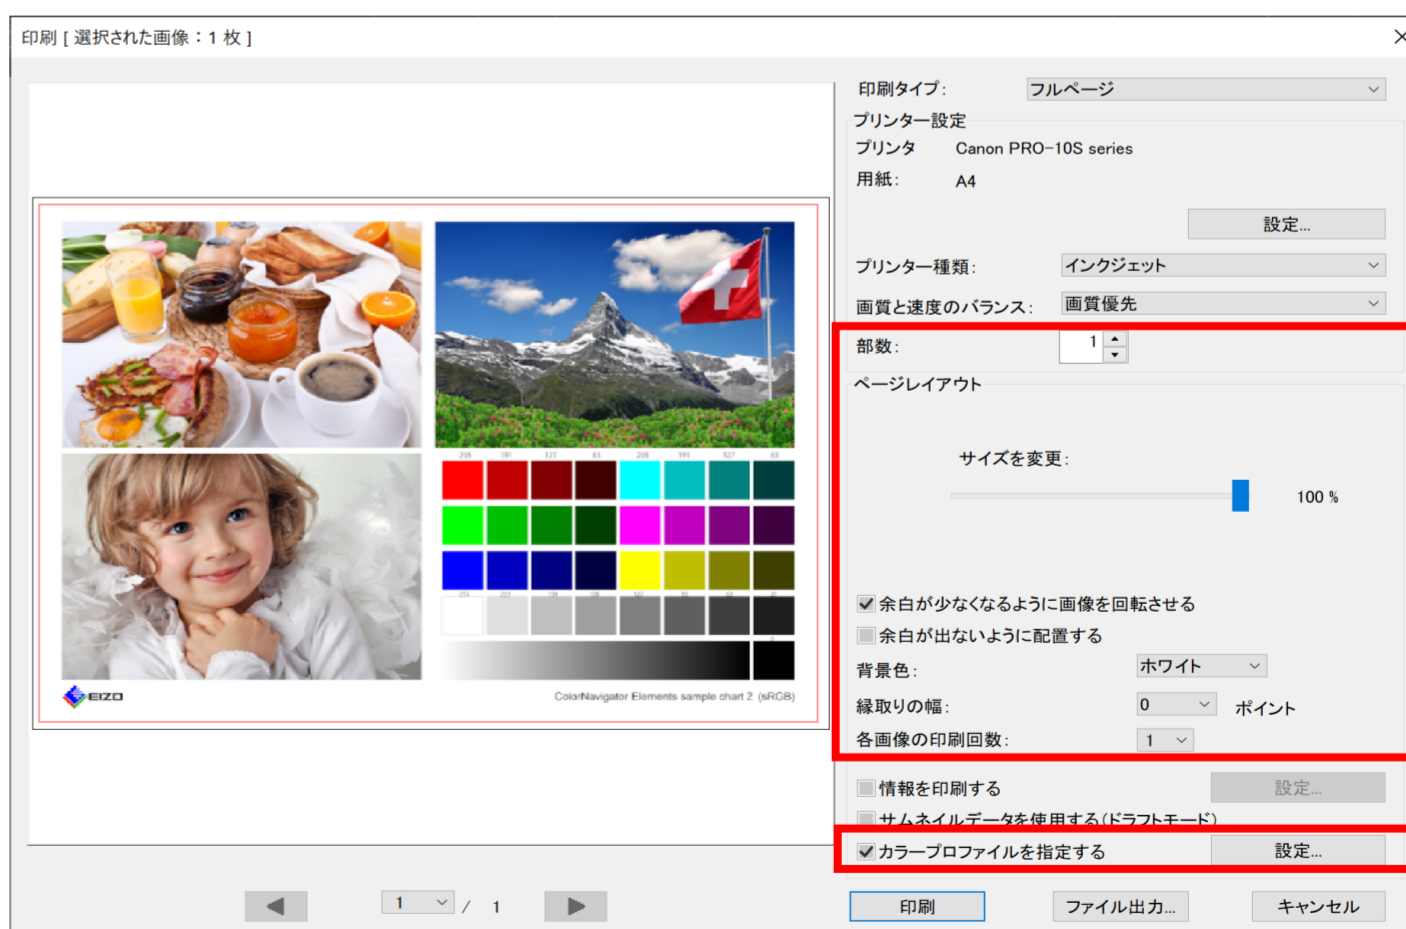 印刷 [ 選択された画像：1 枚 ]
印刷タイプ: フルページ
プリンター設定
プリンタ Canon PRO-10S series
用紙: A4
設定...
プリンター種類: インクジェット
画質と速度のバランス: 画質優先
部数: 1
ページレイアウト
サイズを変更:
100 %
余白が少なくなるように画像を回転させる
余白が出ないように配置する
背景色: ホワイト
縁取りの幅: 0 ポイント
各画像の印刷回数: 1
情報を印刷する 設定...
サムネイルデータを使用する(ドラフトモード)
カラープロファイルを指定する 設定...
印刷 ファイル出力... キャンセル
255 191 127 63 255 191 127 63
EIZO
ColorNavigator Elements sample chart 2 (sRGB)
1 / 1